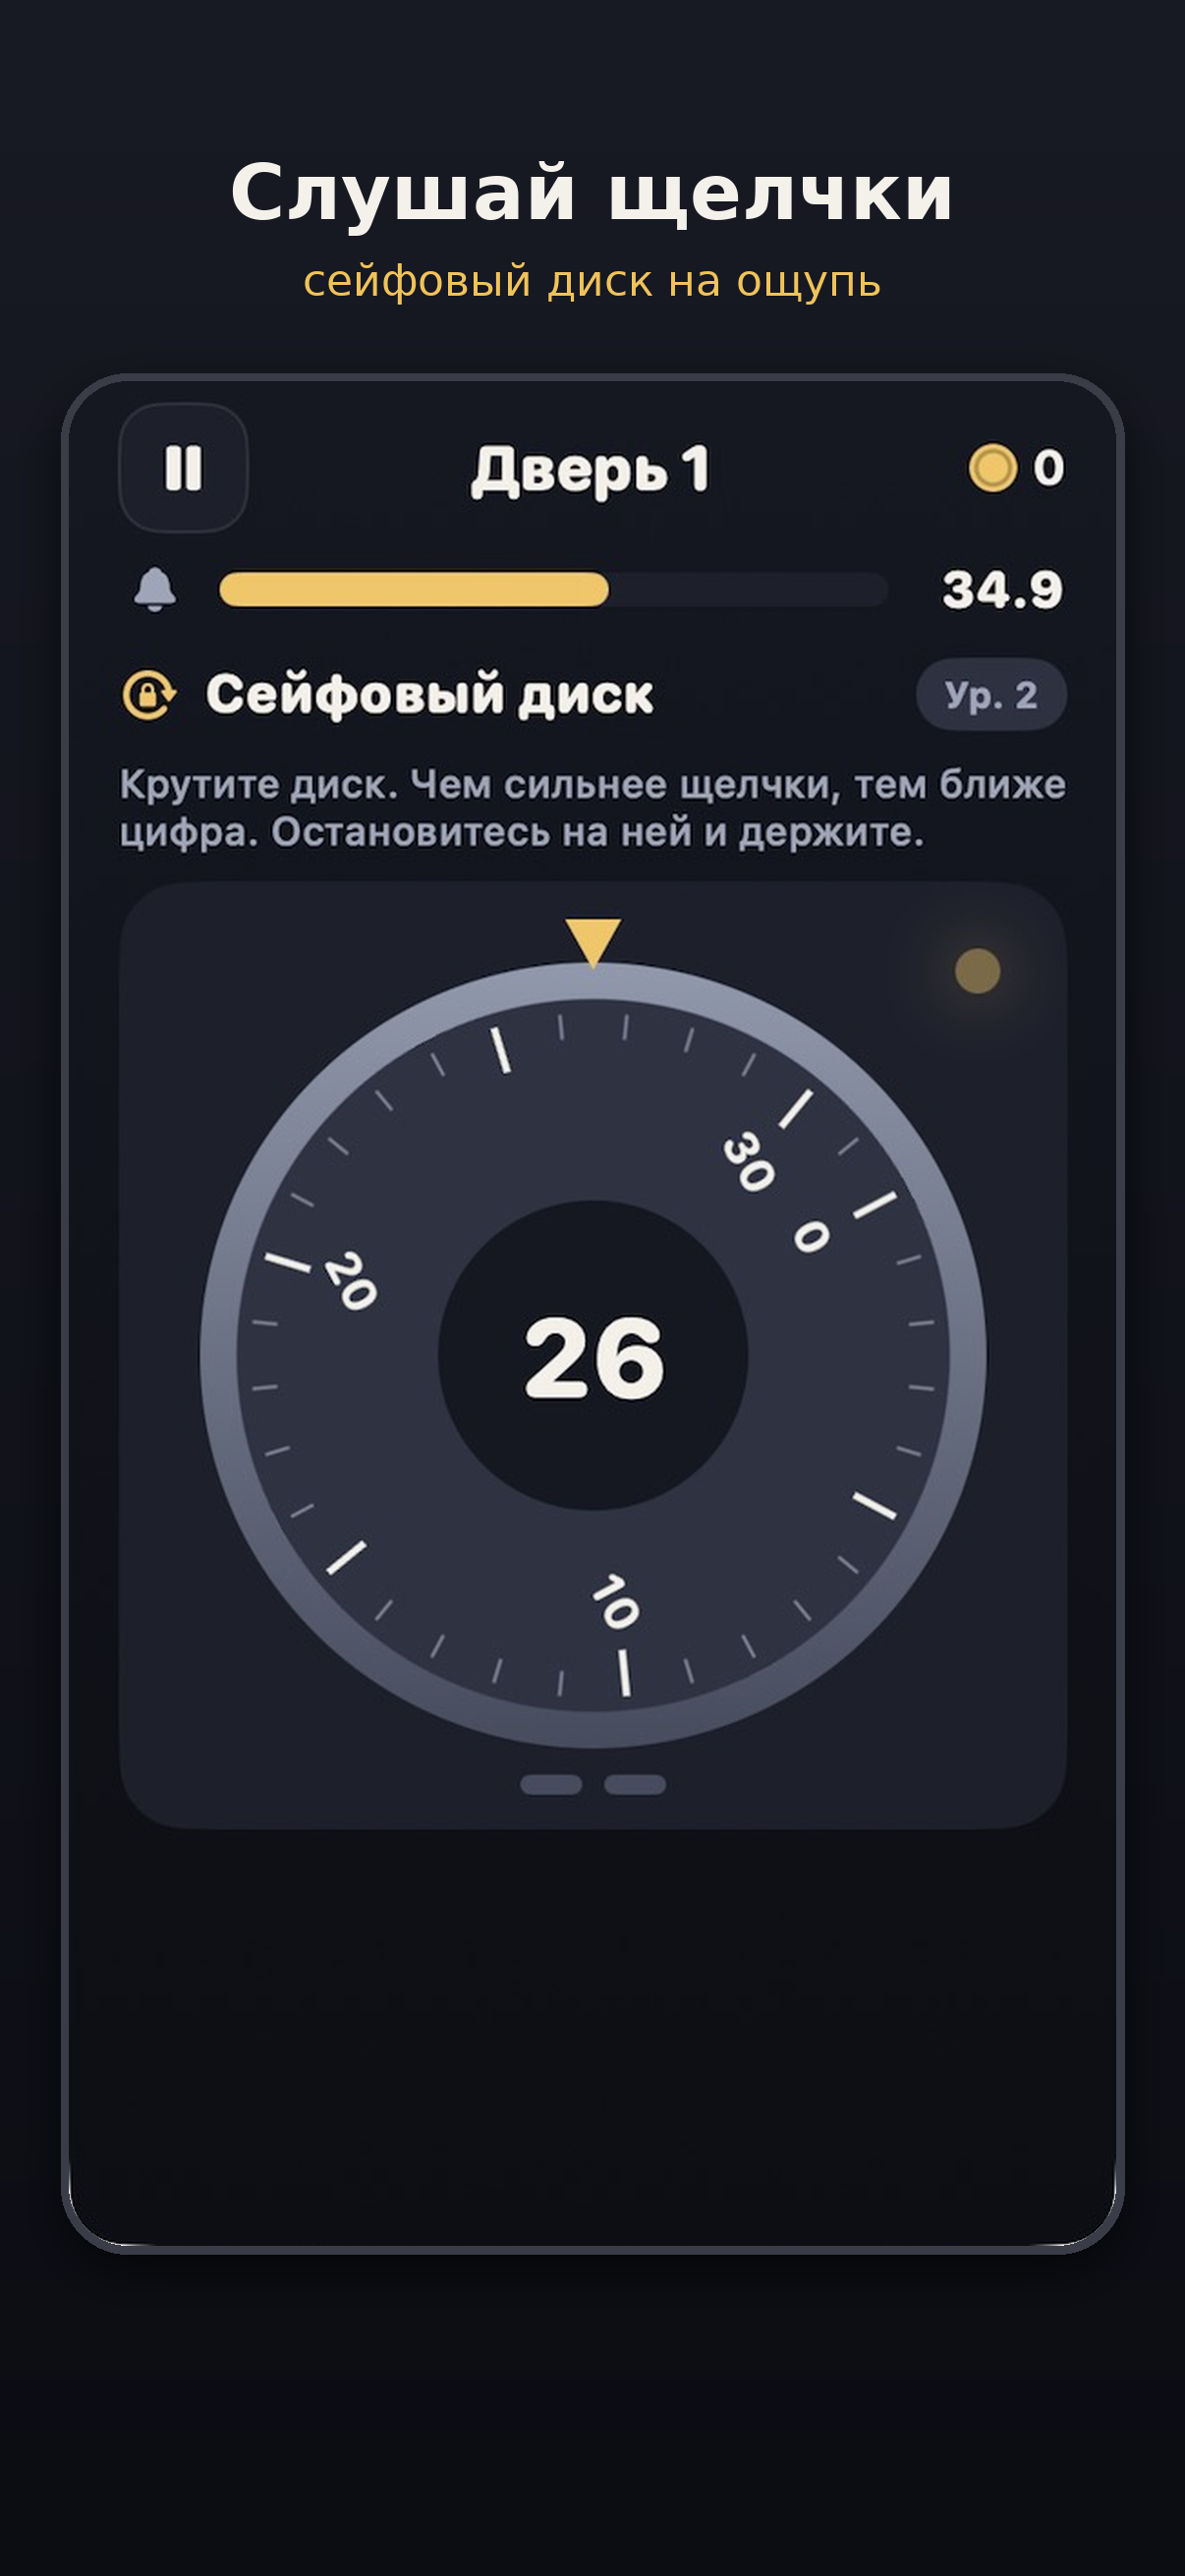 Слушай щелчки
сейфовый диск на ощупь
Дверь 1
0
34.9
Сейфовый диск
Ур. 2
Крутите диск. Чем сильнее щелчки, тем ближе
цифра. Остановитесь на ней и держите.
30
0
20
26
10